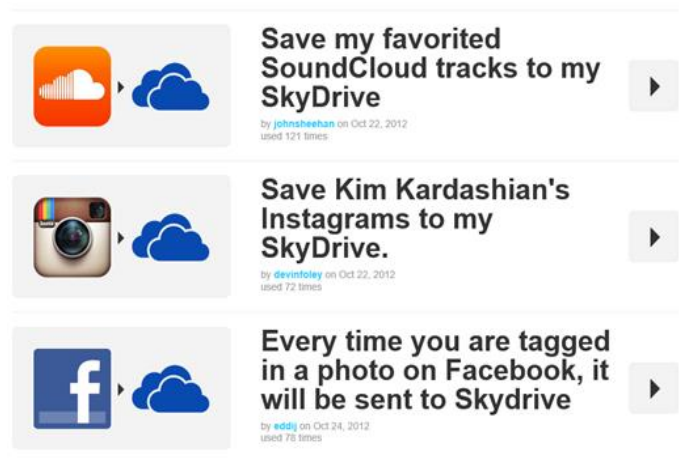 Save my favorited
SoundCloud tracks to my
SkyDrive
by johnsheehan on Oct 22, 2012
used 121 times
Save Kim Kardashian's
Instagrams to my
SkyDrive.
by devinfoley on Oct 22, 2012
used 72 times
Every time you are tagged
in a photo on Facebook, it
will be sent to Skydrive
by eddij on Oct 24, 2012
used 78 times